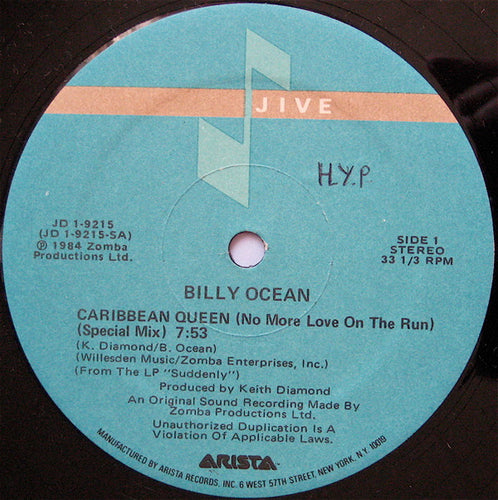 JIVE
H.Y.P
JD 1-9215
(JD 1-9215-SA)
℗ 1984 Zomba
Productions Ltd.
SIDE 1
STEREO
33 1/3 RPM
BILLY OCEAN
CARIBBEAN QUEEN (No More Love On The Run)
(Special Mix) 7:53
(K. Diamond/B. Ocean)
(Willesden Music/Zomba Enterprises, Inc.)
(From The LP "Suddenly")
Produced by Keith Diamond
An Original Sound Recording Made By
Zomba Productions Ltd.
Unauthorized Duplication Is A
Violation Of Applicable Laws.
ARISTA
MANUFACTURED BY ARISTA RECORDS, INC. 6 WEST 57TH STREET, NEW YORK, N.Y. 10019